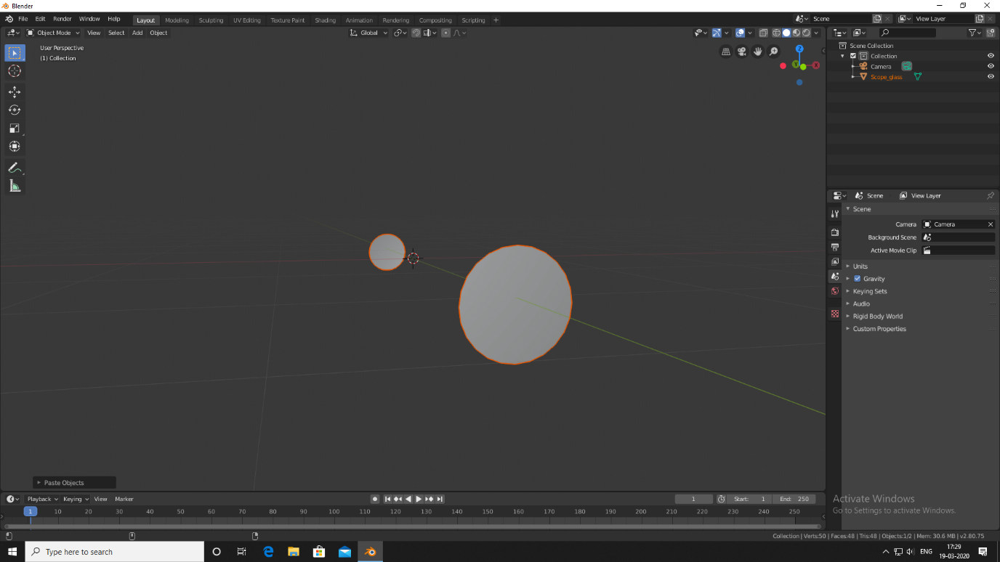 Blender
File Edit Render Window Help
Layout Modeling Sculpting UV Editing Texture Paint Shading Animation Rendering Compositing Scripting +
Scene
View Layer
Object Mode View Select Add Object
Global
User Perspective
(1) Collection
Z
Y
X
Scene Collection
Collection
Camera
Scope_glass
Scene View Layer
Scene
Camera Camera
Background Scene
Active Movie Clip
Units
Gravity
Keying Sets
Audio
Rigid Body World
Custom Properties
Paste Objects
Playback Keying View Marker
1 Start: 1 End: 250
1 10 20 30 40 50 60 70 80 90 100 110 120 130 140 150 160 170 180 190 200 210 220 230 240 250
Activate Windows
Go to Settings to activate Windows.
Collection | Verts:50 | Faces:48 | Tris:48 | Objects:1/2 | Mem: 30.6 MB | v2.80.75
Type here to search
ENG
17:29
19-03-2020